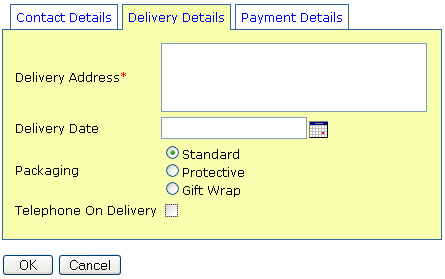 Contact Details Delivery Details Payment Details
Delivery Address*
Delivery Date
Standard
Packaging Protective
Gift Wrap
Telephone On Delivery
OK Cancel